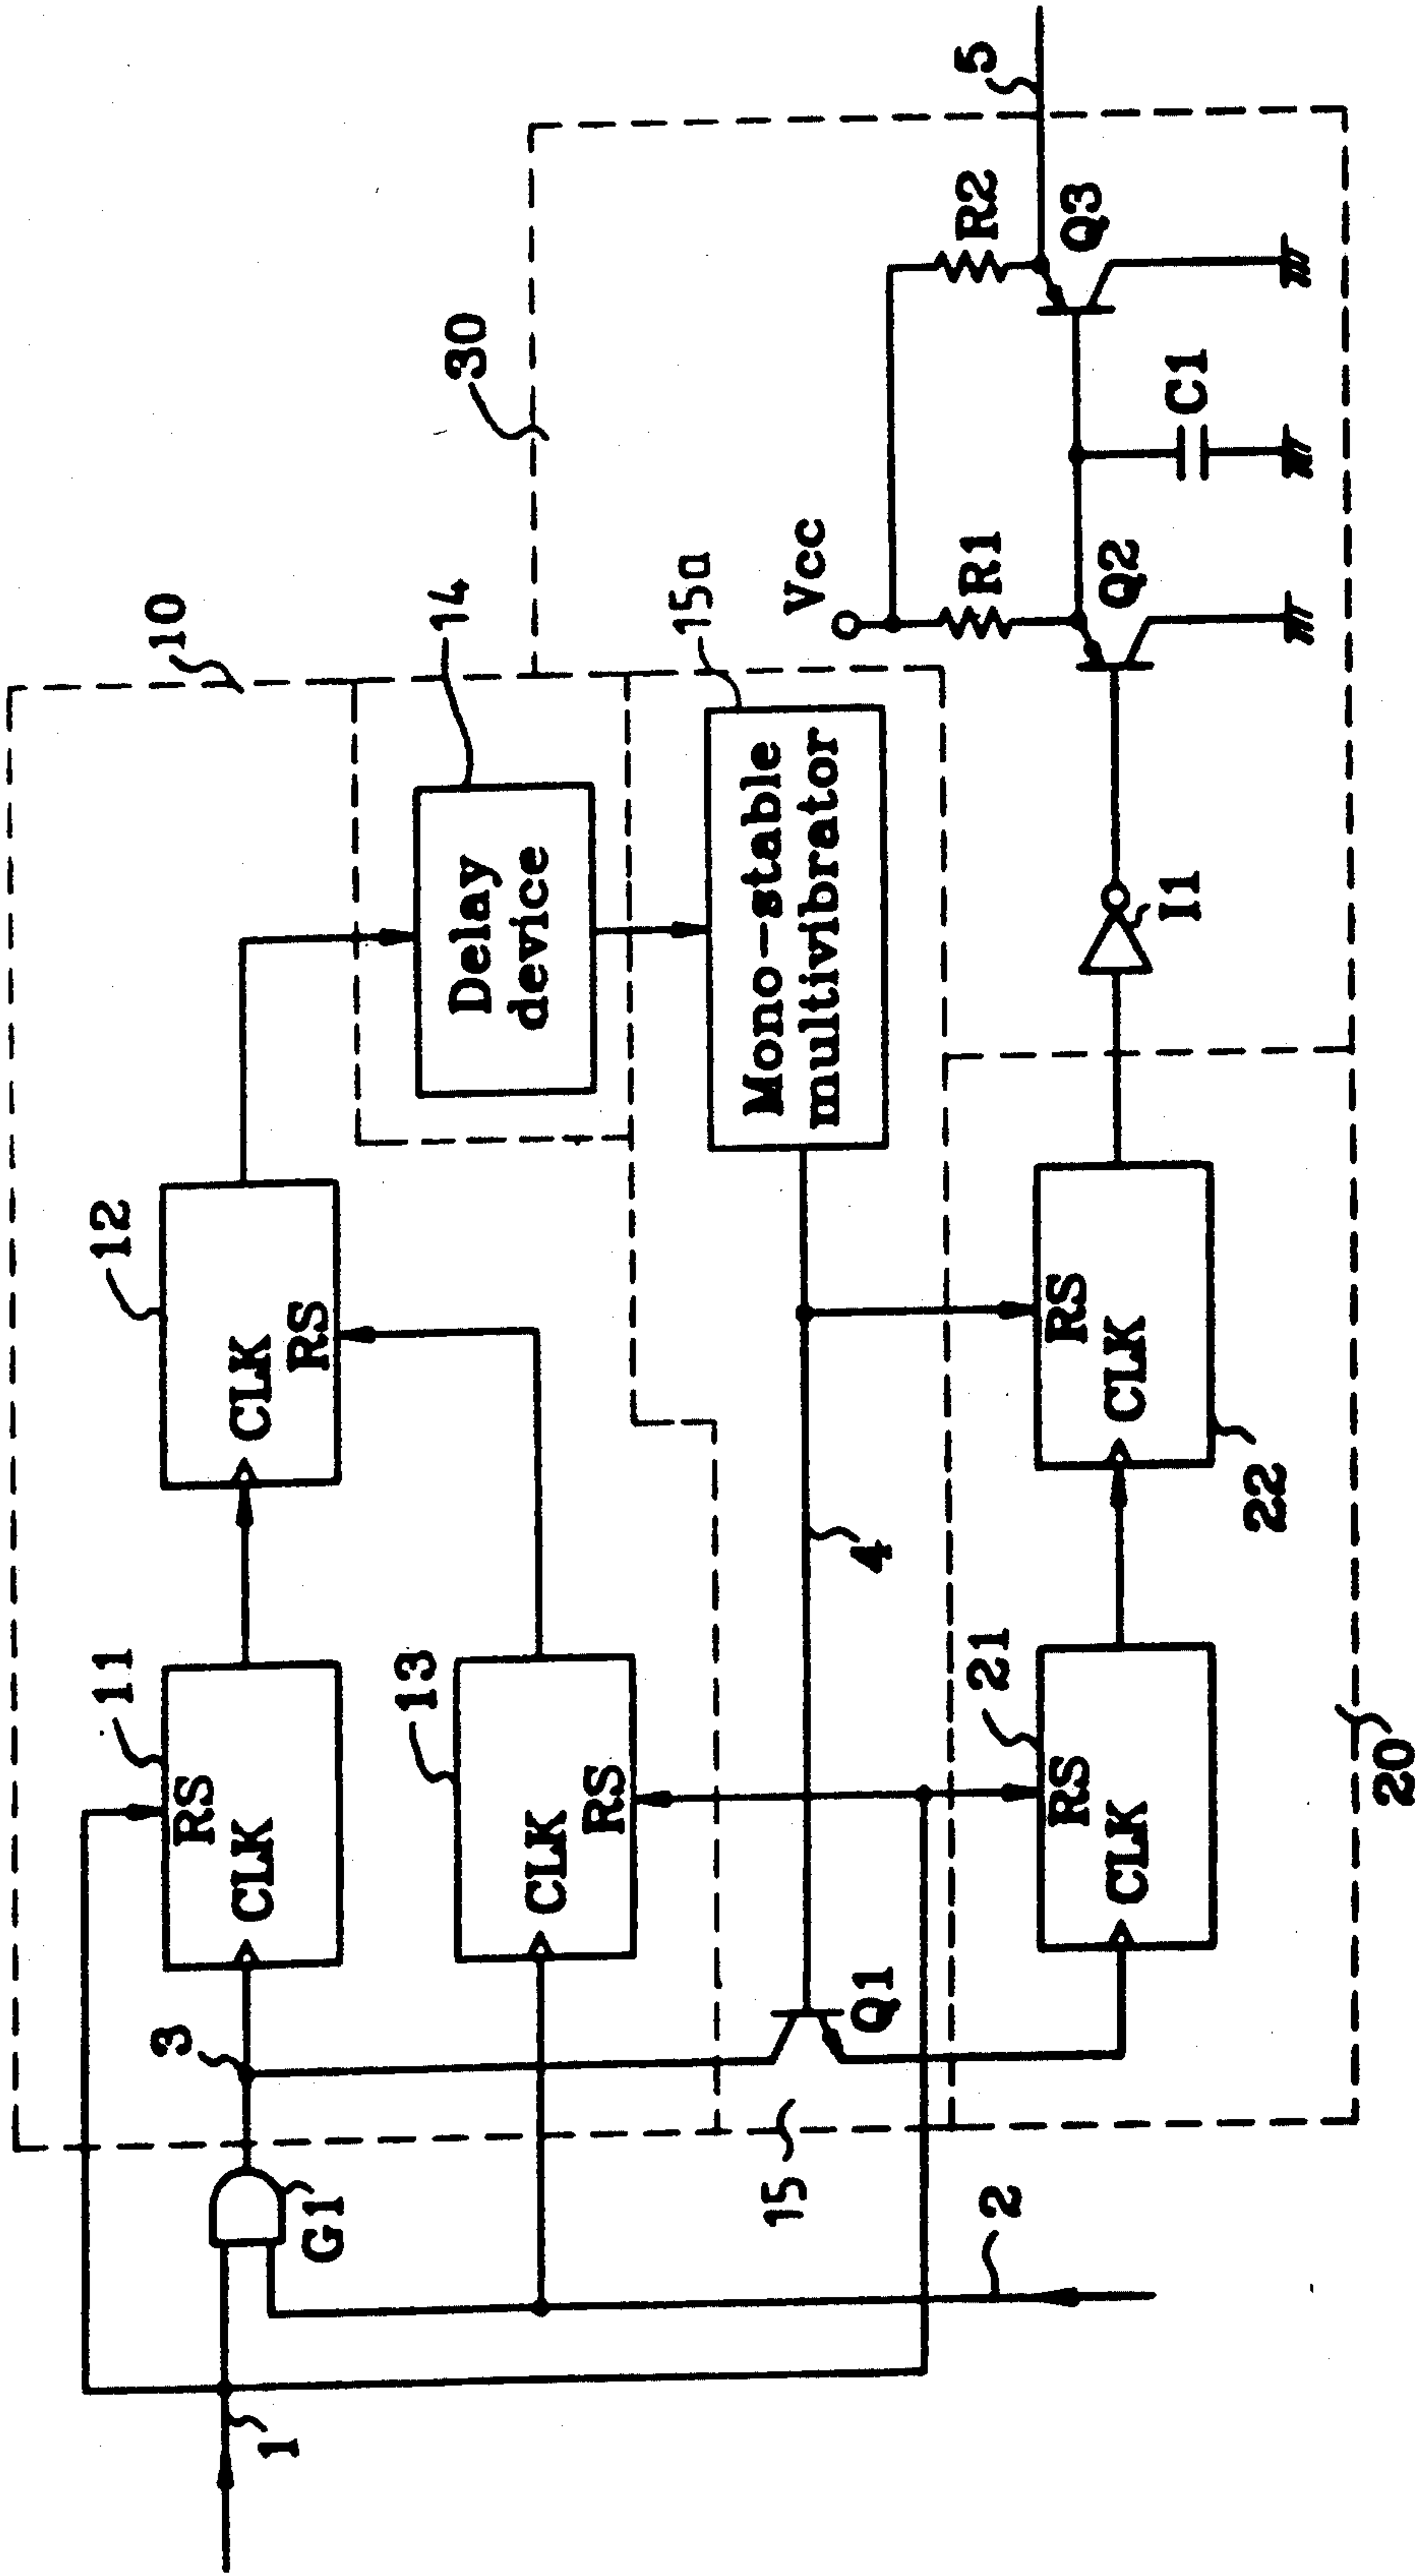 10
12
11
CLK
RS
RS
CLK
3
G1
1
13
CLK
RS
14
Delay
device
30
15a
Mono-stable
multivibrator
Vcc
R1
R2
5
Q2
Q3
C1
I1
4
Q1
15
2
RS
CLK
22
21
RS
CLK
20